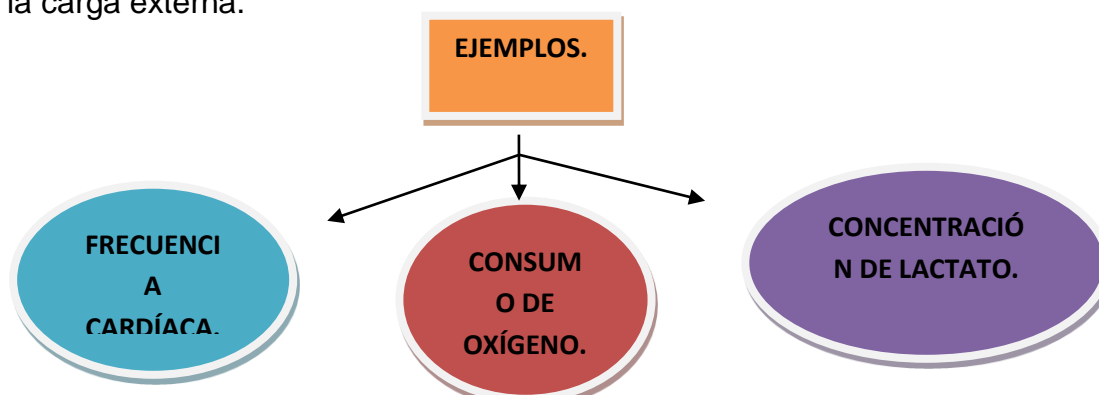 la carga externa.
EJEMPLOS.
FRECUENCI
A
CARDÍACA.
CONSUM
O DE
OXÍGENO.
CONCENTRACIÓ
N DE LACTATO.